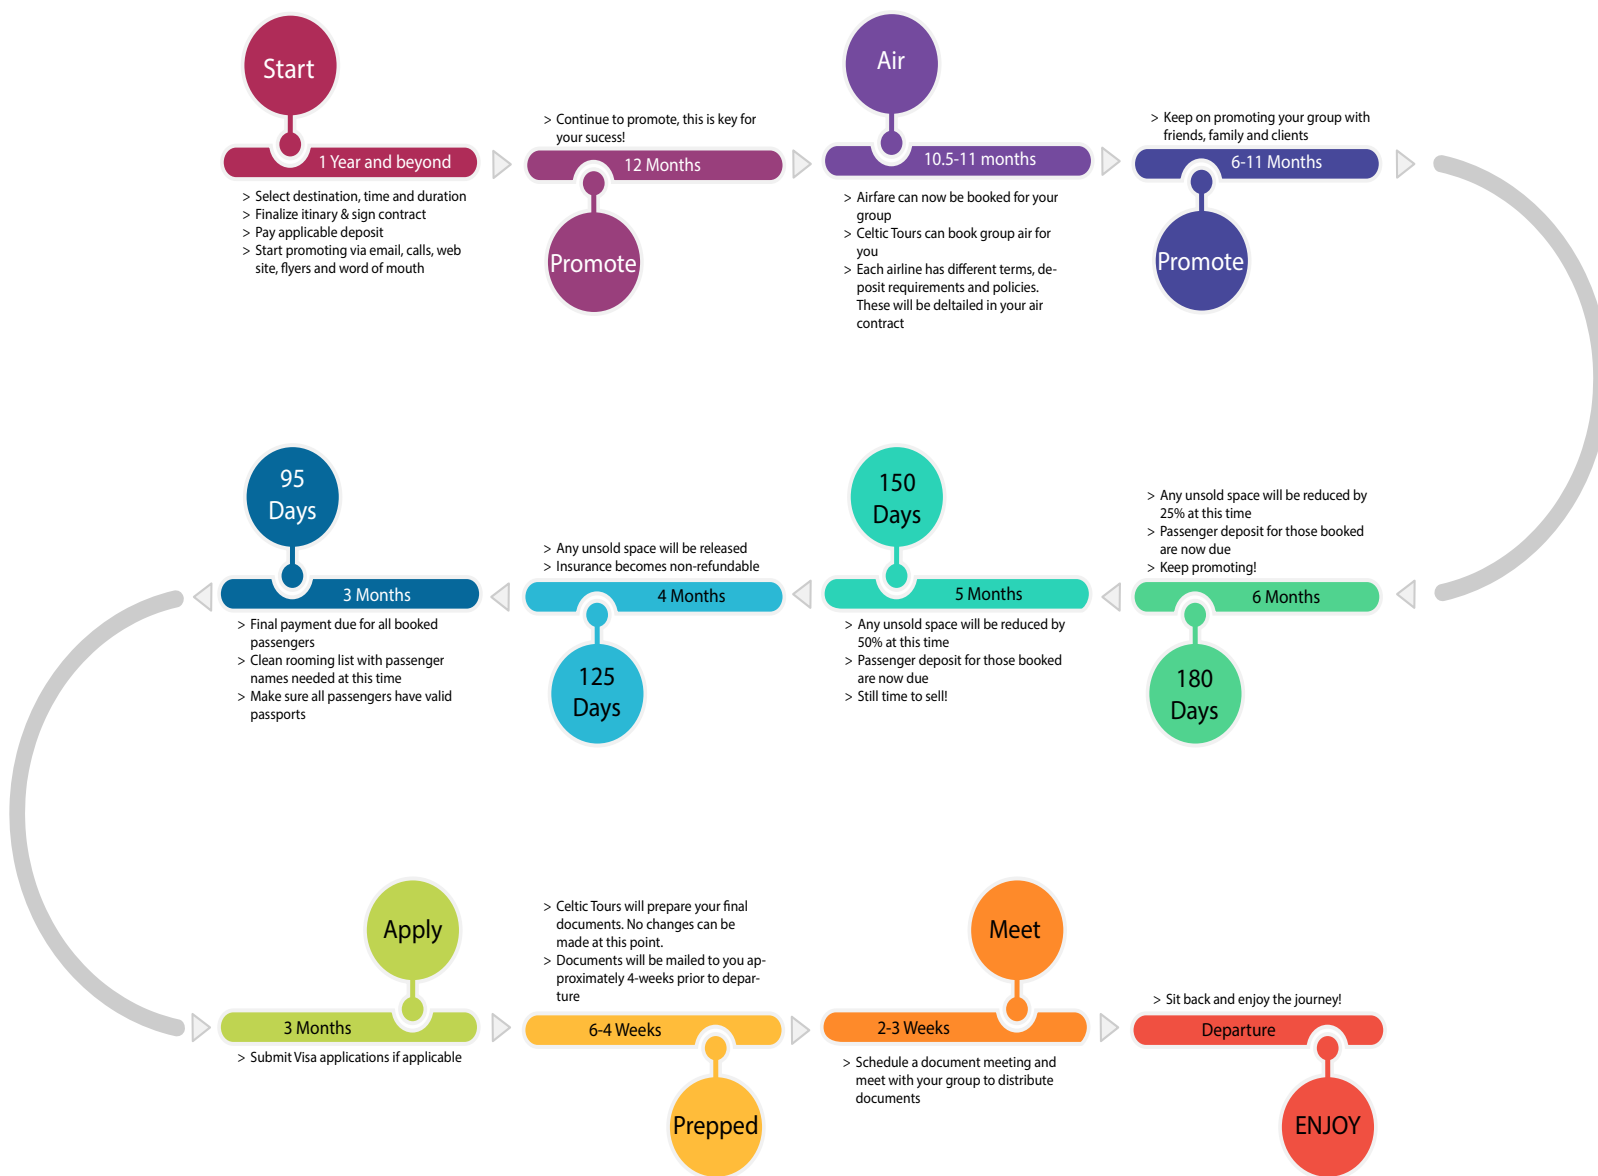 Start
1 Year and beyond
> Select destination, time and duration
> Finalize itinary & sign contract
> Pay applicable deposit
> Start promoting via email, calls, web
site, flyers and word of mouth
> Continue to promote, this is key for
your sucess!
12 Months
Promote
Air
10.5-11 months
> Airfare can now be booked for your
group
> Celtic Tours can book group air for
you
> Each airline has different terms, de-
posit requirements and policies.
These will be deltailed in your air
contract
> Keep on promoting your group with
friends, family and clients
6-11 Months
Promote
> Any unsold space will be reduced by
25% at this time
> Passenger deposit for those booked
are now due
> Keep promoting!
6 Months
180
Days
150
Days
5 Months
> Any unsold space will be reduced by
50% at this time
> Passenger deposit for those booked
are now due
> Still time to sell!
> Any unsold space will be released
> Insurance becomes non-refundable
4 Months
125
Days
95
Days
3 Months
> Final payment due for all booked
passengers
> Clean rooming list with passenger
names needed at this time
> Make sure all passengers have valid
passports
Apply
3 Months
> Submit Visa applications if applicable
> Celtic Tours will prepare your final
documents. No changes can be
made at this point.
> Documents will be mailed to you ap-
proximately 4-weeks prior to depar-
ture
6-4 Weeks
Prepped
Meet
2-3 Weeks
> Schedule a document meeting and
meet with your group to distribute
documents
> Sit back and enjoy the journey!
Departure
ENJOY